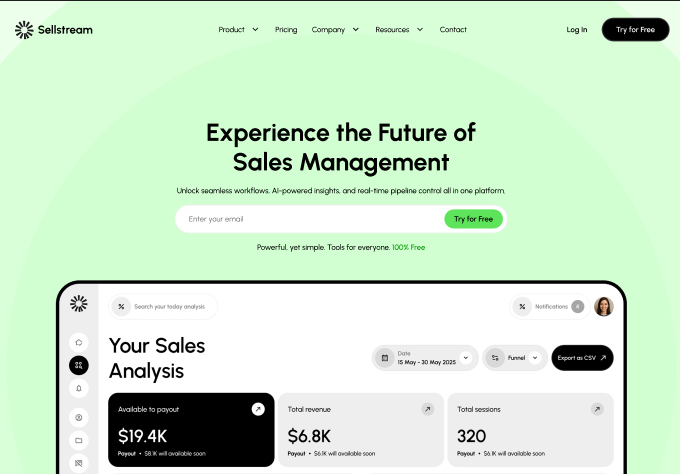 Sellstream
Product
Pricing
Company
Resources
Contact
Log In
Try for Free
Experience the Future of
Sales Management
Unlock seamless workflows, AI-powered insights, and real-time pipeline control all in one platform.
Enter your email
Try for Free
Powerful, yet simple. Tools for everyone. 100% Free
Search your today analysis
Notifications 4
Your Sales
Analysis
Date
15 May - 30 May 2025
Funnel
Export as CSV
Available to payout
$19.4K
Payout • $8.1K will available soon
Total revenue
$6.8K
Payout • $6.1K will available soon
Total sessions
320
Payout • $6.1K will available soon